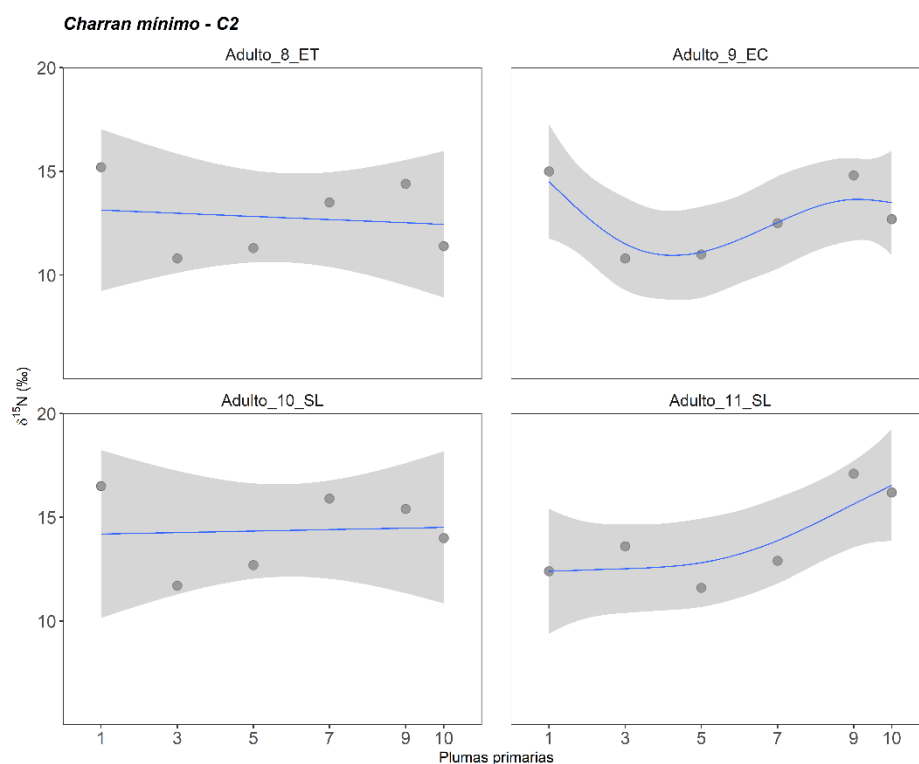 Charran mínimo - C2
Adulto_8_ET
Adulto_9_EC
20
15
10
Adulto_10_SL
Adulto_11_SL
20
15
10
δ15N (‰)
1 3 5 7 9 10
1 3 5 7 9 10
Plumas primarias